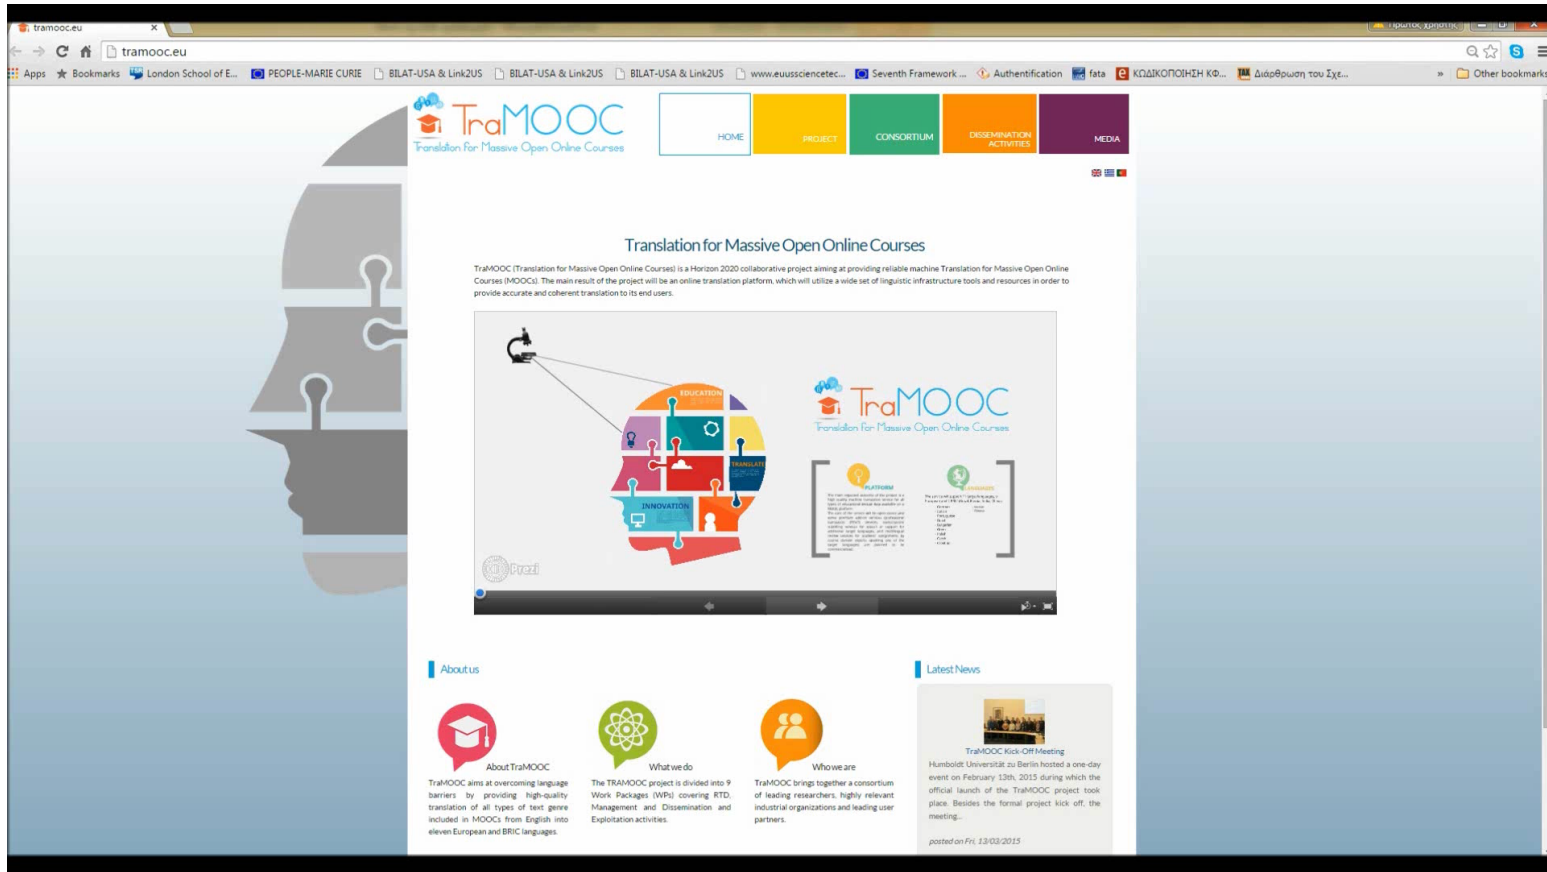 tramooc.eu
tramooc.eu
Apps
Bookmarks
London School of E...
PEOPLE-MARIE CURIE
BILAT-USA & Link2US
BILAT-USA & Link2US
BILAT-USA & Link2US
www.euussciencetec...
Seventh Framework ...
Authentification
fata
ΚΩΔΙΚΟΠΟΙΗΣΗ ΚΦ...
Διάρθρωση του Σχε...
»
Other bookmarks
TraMOOC
Translation for Massive Open Online Courses
HOME
PROJECT
CONSORTIUM
DISSEMINATION
ACTIVITIES
MEDIA
Translation for Massive Open Online Courses
TraMOOC (Translation for Massive Open Online Courses) is a Horizon 2020 collaborative project aiming at providing reliable machine Translation for Massive Open Online
Courses (MOOCs). The main result of the project will be an online translation platform, which will utilize a wide set of linguistic infrastructure tools and resources in order to
provide accurate and coherent translation to its end users.
EDUCATION
TRANSLATE
INNOVATION
TraMOOC
Translation for Massive Open Online Courses
PLATFORM
Prezi
About us
About TraMOOC
TraMOOC aims at overcoming language
barriers by providing high-quality
translation of all types of text genre
included in MOOCs from English into
eleven European and BRIC languages.
What we do
The TRAMOOC project is divided into 9
Work Packages (WPs) covering RTD,
Management and Dissemination and
Exploitation activities.
Who we are
TraMOOC brings together a consortium
of leading researchers, highly relevant
industrial organizations and leading user
partners.
Latest News
TraMOOC Kick-Off Meeting
Humboldt Universität zu Berlin hosted a one-day
event on February 13th, 2015 during which the
official launch of the TraMOOC project took
place. Besides the formal project kick off, the
meeting...
posted on Fri, 13/03/2015